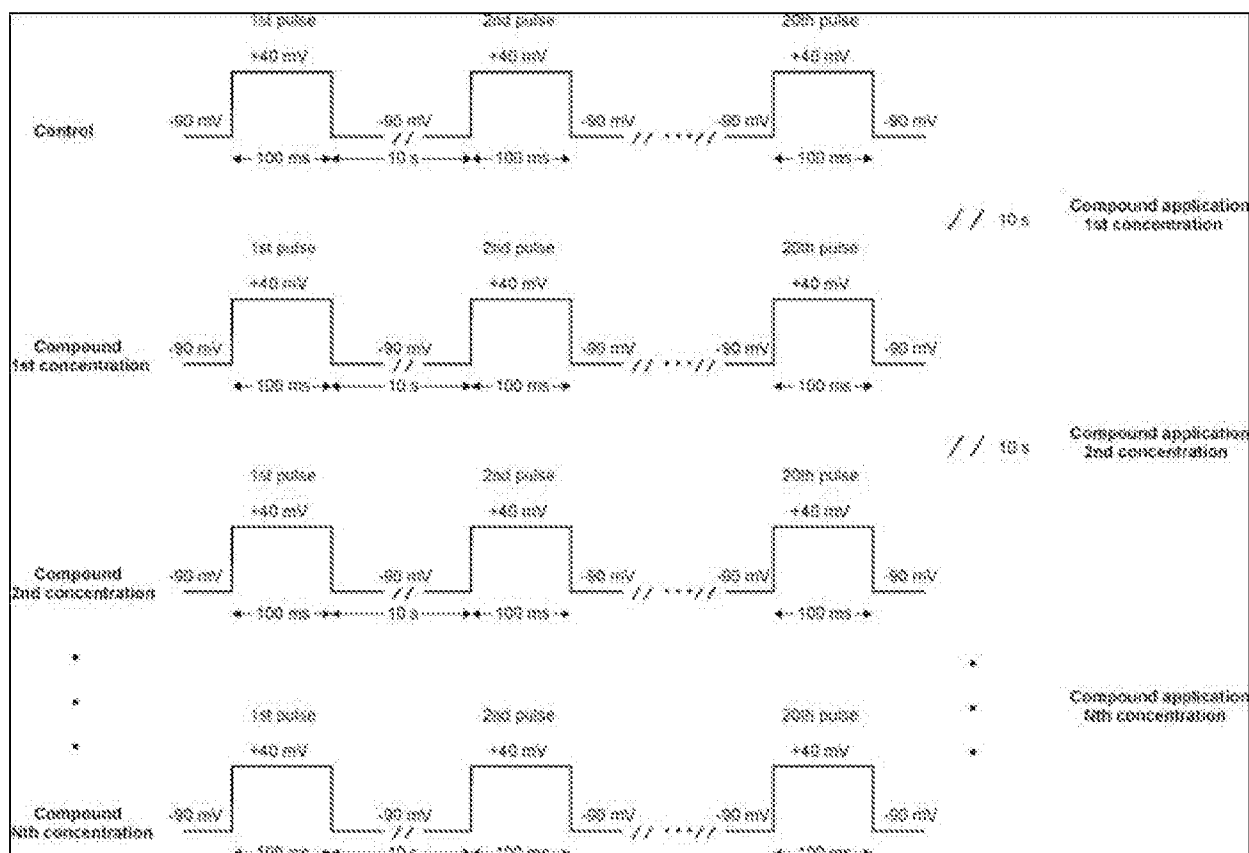 1st pulse 2nd pulse 20th pulse
+40 mV +40 mV +40 mV
Control -90 mV -90 mV -90 mV -90 mV -90 mV
100 ms 10 s 100 ms 100 ms
10 s Compound application
1st concentration
1st pulse 2nd pulse 20th pulse
+40 mV +40 mV +40 mV
Compound
1st concentration -90 mV -90 mV -90 mV -90 mV -90 mV
100 ms 10 s 100 ms 100 ms
10 s Compound application
2nd concentration
1st pulse 2nd pulse 20th pulse
+40 mV +40 mV +40 mV
Compound
2nd concentration -90 mV -90 mV -90 mV -90 mV -90 mV
100 ms 10 s 100 ms 100 ms
Compound application
Nth concentration
1st pulse 2nd pulse 20th pulse
+40 mV +40 mV +40 mV
Compound
Nth concentration -90 mV -90 mV -90 mV -90 mV -90 mV
100 ms 10 s 100 ms 100 ms